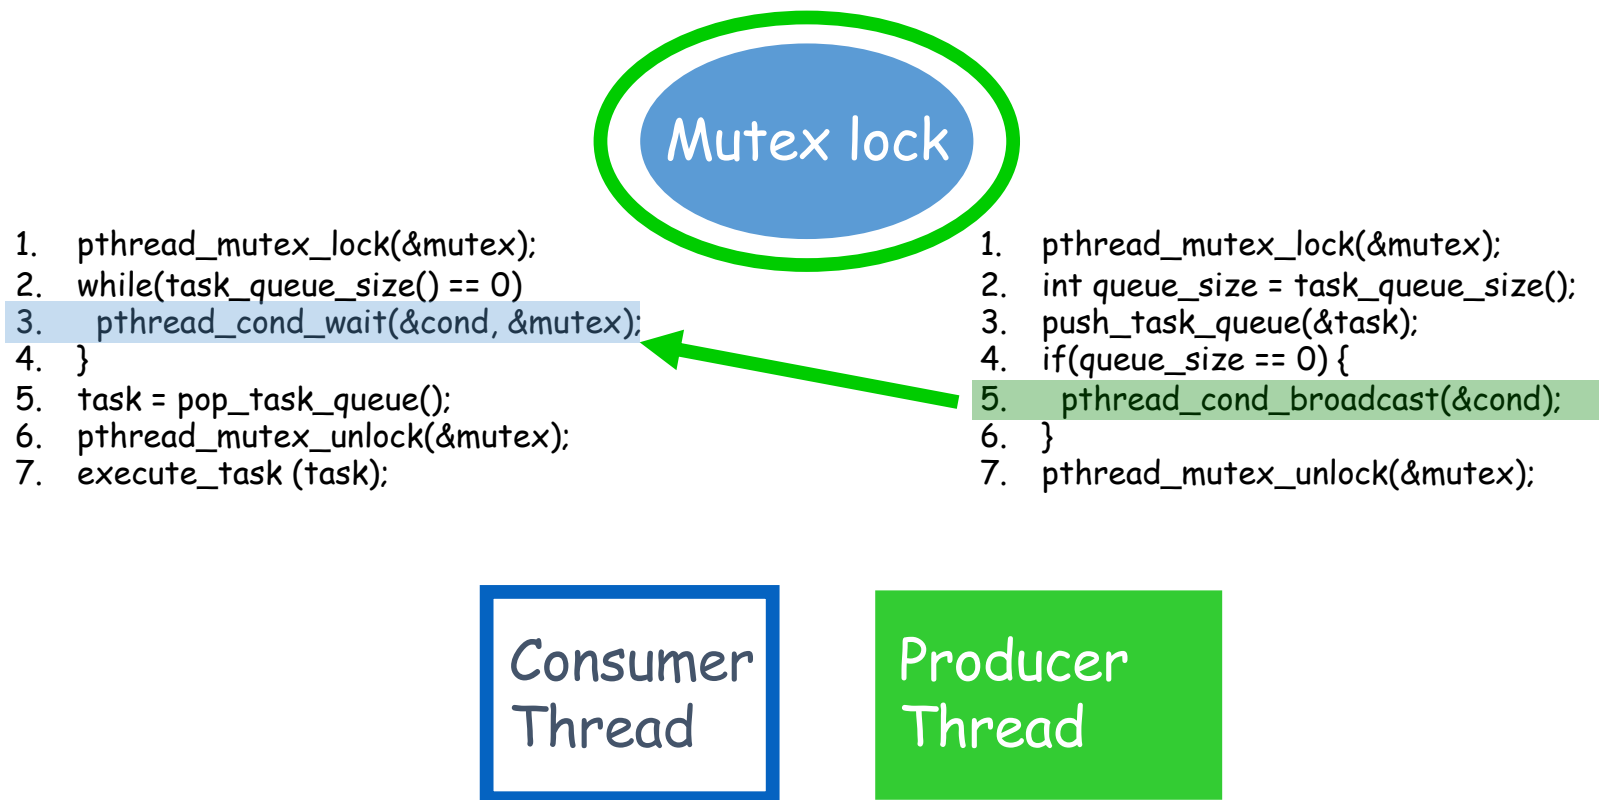 Mutex lock
1. pthread_mutex_lock(&mutex);
2. while(task_queue_size() == 0)
3. pthread_cond_wait(&cond, &mutex);
4. }
5. task = pop_task_queue();
6. pthread_mutex_unlock(&mutex);
7. execute_task (task);
1. pthread_mutex_lock(&mutex);
2. int queue_size = task_queue_size();
3. push_task_queue(&task);
4. if(queue_size == 0) {
5. pthread_cond_broadcast(&cond);
6. }
7. pthread_mutex_unlock(&mutex);
Consumer
Thread
Producer
Thread